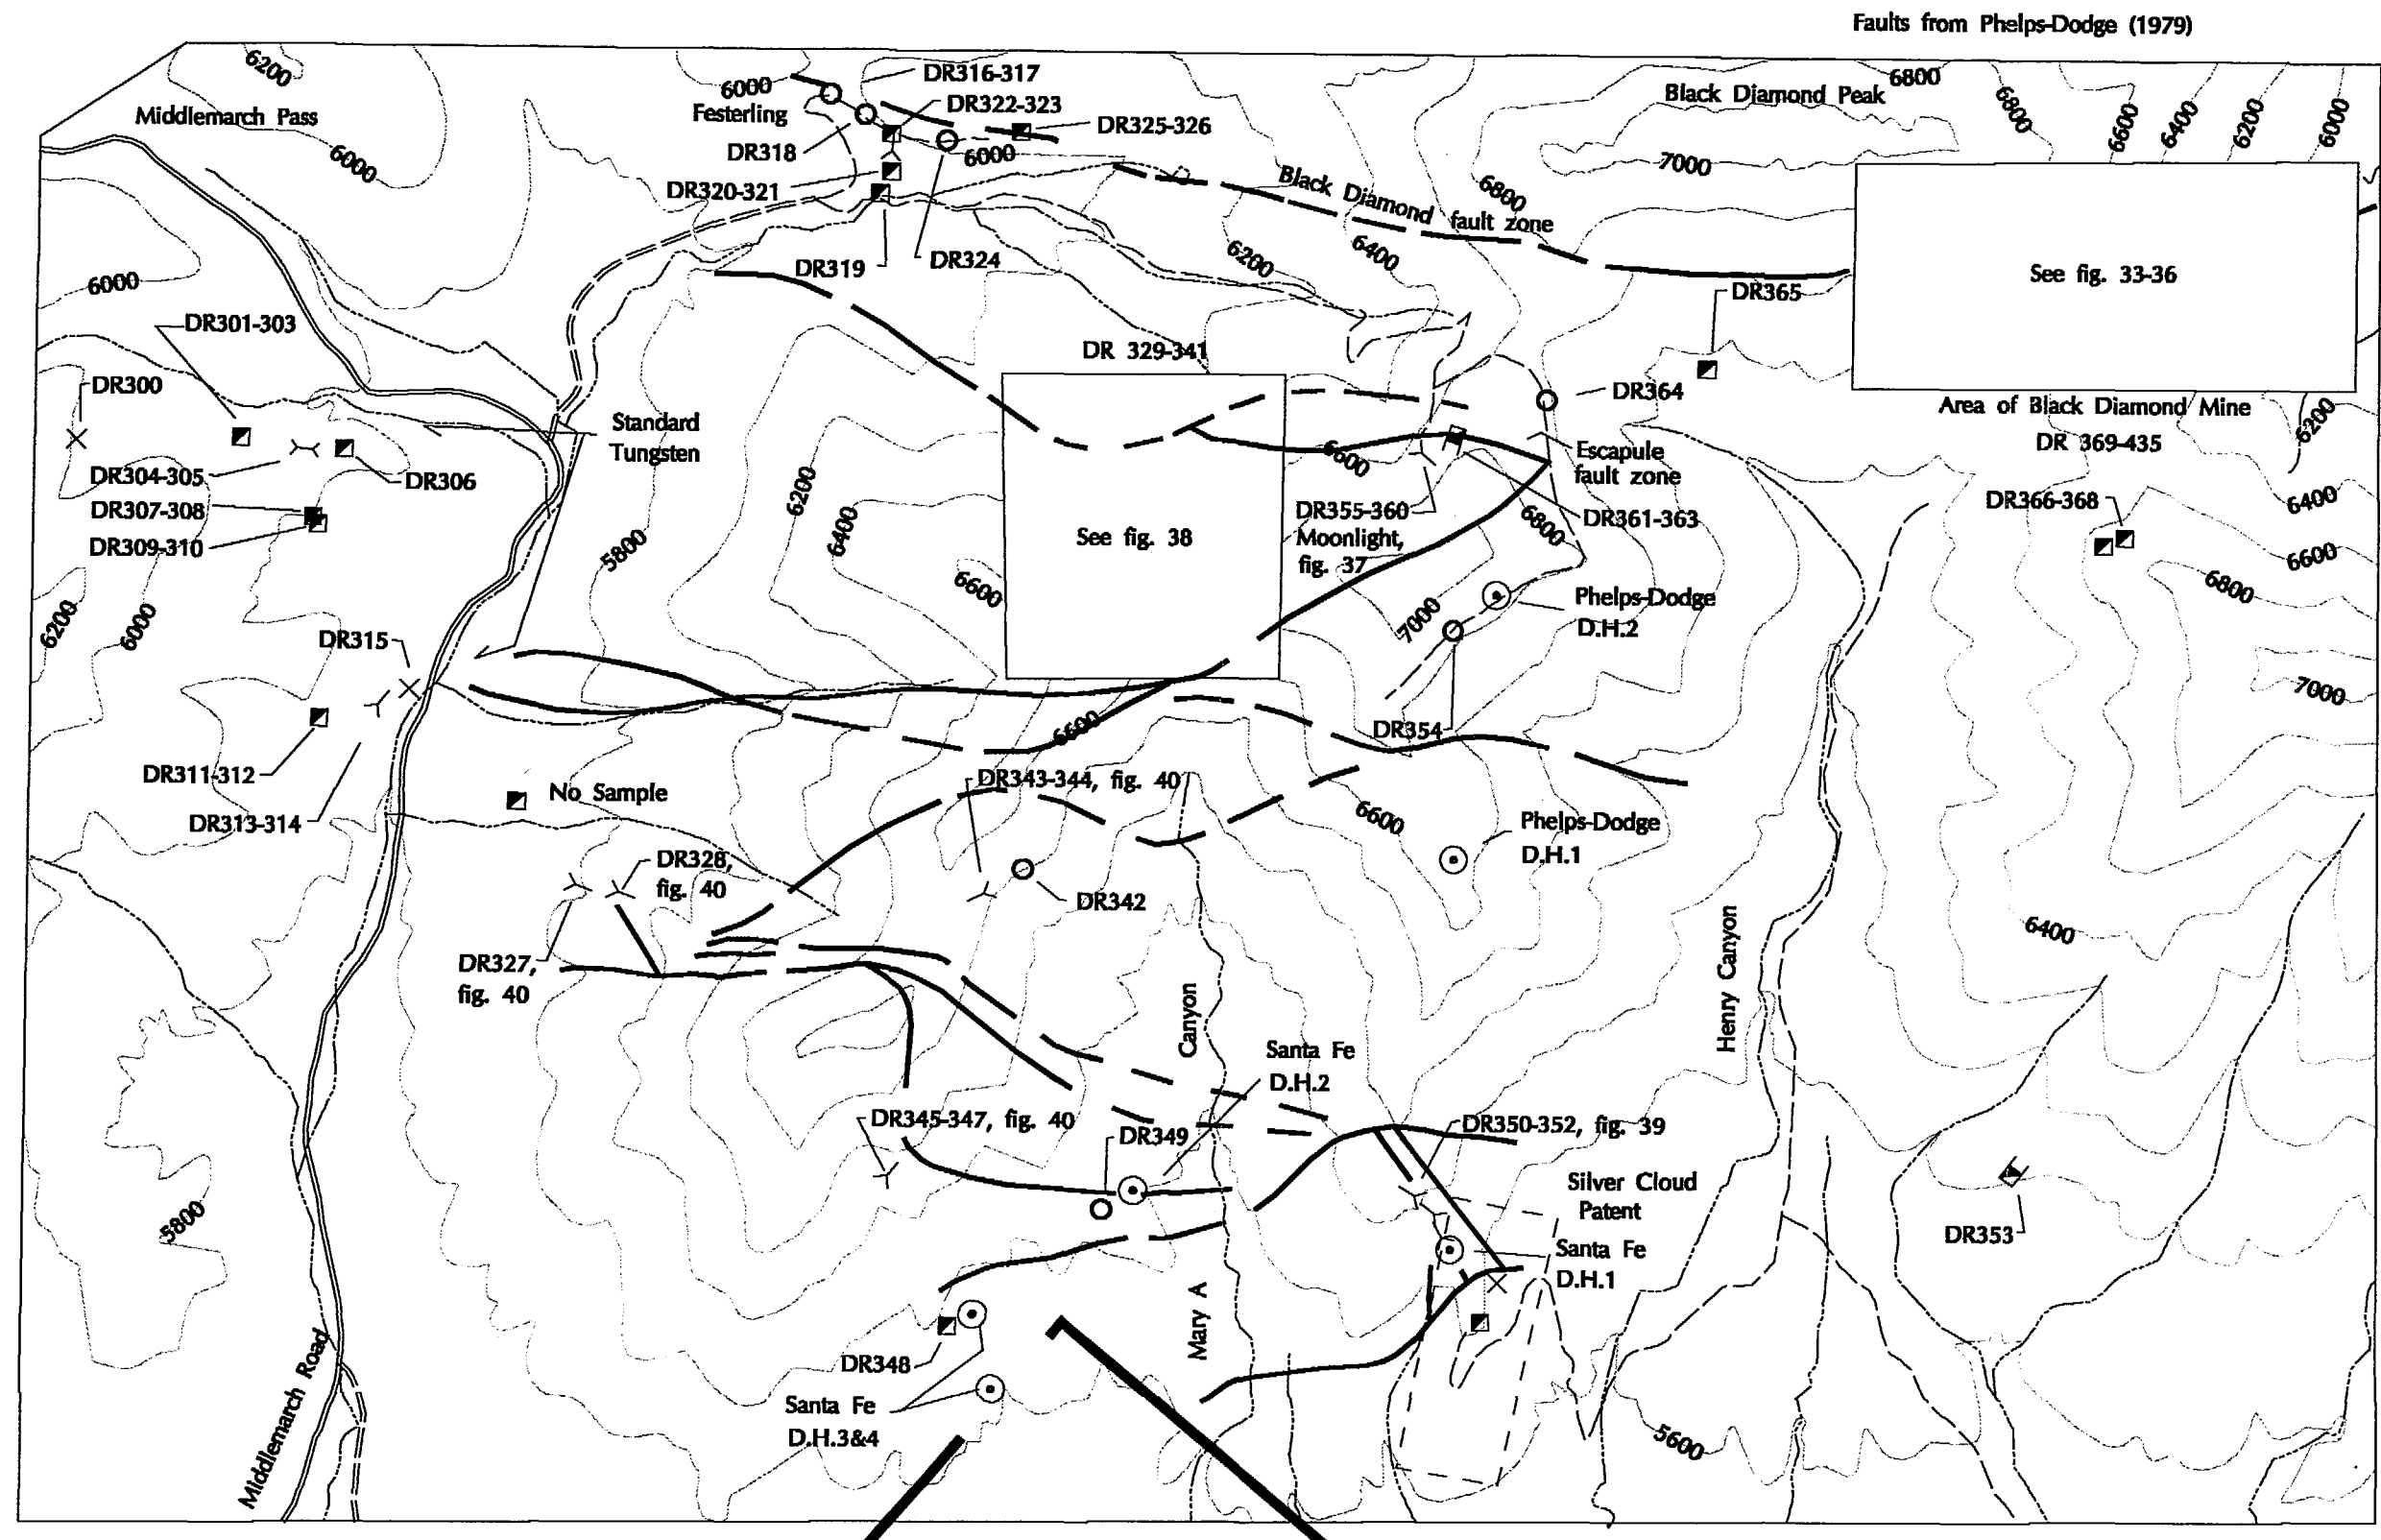 Faults from Phelps-Dodge (1979)
6200
6000
DR316-317
6800
Middlemarch Pass
Festerling
DR322-323
Black Diamond Peak
6800
6600
6400
6200
6000
DR325-326
6000
DR318
6000
7000
DR320-321
Black Diamond fault zone
6800
DR319
DR324
6200
6400
See fig. 33-36
6000
DR365
DR301-303
DR 329-341
DR300
DR364
Area of Black Diamond Mine
DR 369-435
6200
Standard
Tungsten
6600
Escapule
fault zone
DR304-305
DR306
6200
DR307-308
DR355-360
Moonlight,
fig. 37
DR361-363
DR366-368
6400
DR309-310
5800
6400
See fig. 38
6800
6600
6600
6800
6200
6000
7000
Phelps-Dodge
D.H.2
DR315
7000
6600
DR354
DR311-312
DR343-344, fig. 40
No Sample
DR313-314
6600
Phelps-Dodge
D.H.1
DR328,
fig. 40
DR342
6400
DR327,
fig. 40
Henry Canyon
Canyon
Santa Fe
D.H.2
DR345-347, fig. 40
DR349
DR350-352, fig. 39
Silver Cloud
Patent
5800
DR353
Santa Fe
D.H.1
Mary A
DR348
Middlemarch Road
Santa Fe
D.H.3&4
5600